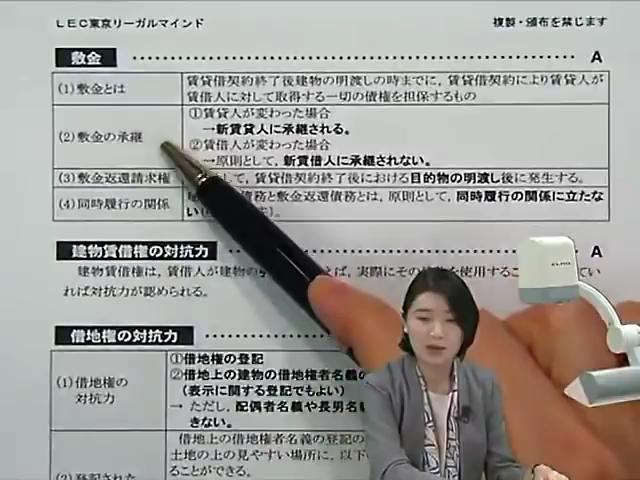 LEC東京リーガルマインド
複製・頒布を禁じます
敷金
A
(1)敷金とは
賃貸借契約終了後建物の明渡しの時までに,賃貸借契約により賃貸人が
賃借人に対して取得する一切の債権を担保するもの
(2)敷金の承継
①賃貸人が変わった場合
→新賃貸人に承継される。
②賃借人が変わった場合
→原則として,新賃借人に承継されない。
(3)敷金返還請求権
して,賃貸借契約終了後における目的物の明渡し後に発生する。
(4)同時履行の関係
債務と敷金返還債務とは,原則として,同時履行の関係に立たな
い
建物賃借権の対抗力
A
建物賃借権は,賃借人が建物の
えば,実際にその
を使用するこ
てい
れば対抗力が認められる。
借地権の対抗力
(1)借地権の
対抗力
①借地権の登記
②借地上の建物の借地権者名義の
(表示に関する登記でもよい)
→ ただし,配偶者名義や長男名
きない。
(2)登記された
借地上の借地権者名義の登記の
土地の上の見やすい場所に,以下
ることができる。